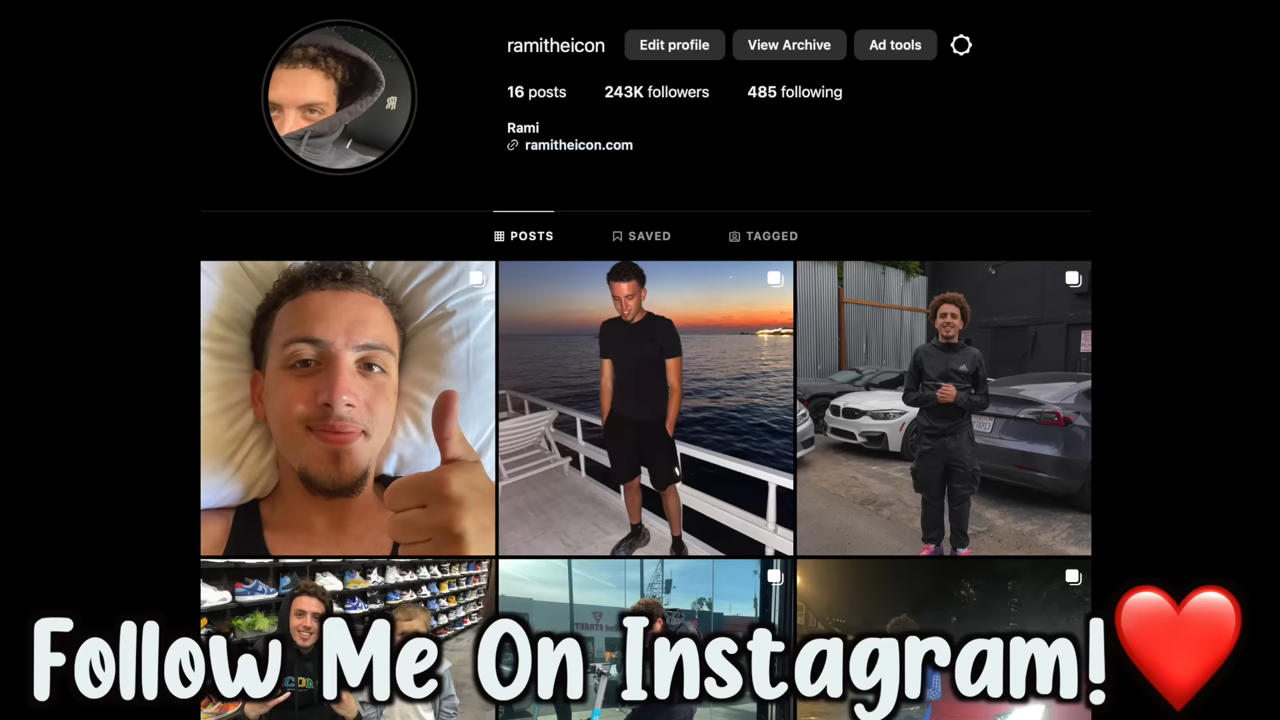 ramitheicon Edit profile View Archive Ad tools
16 posts 243K followers 485 following
Rami
ramitheicon.com
POSTS SAVED TAGGED
Follow Me On Instagram!